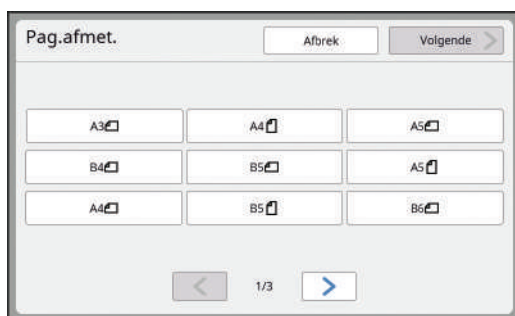 Pag.afmet. Afbrek Volgende
A3 A4 A5
B4 B5 A5
A4 B5 B6
1/3